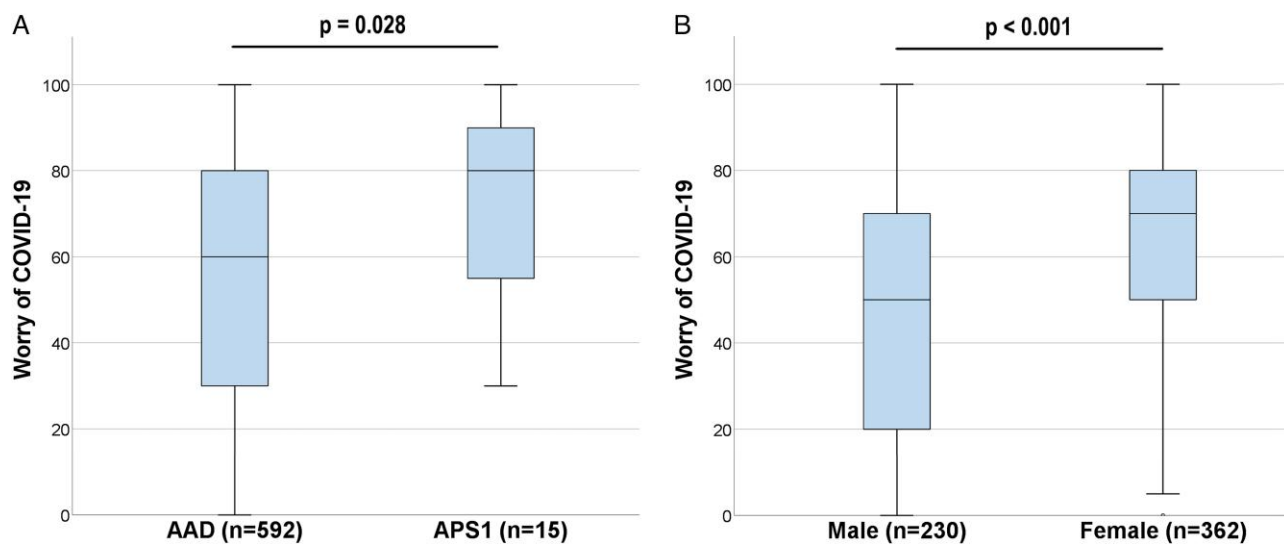 A
p = 0.028
Worry of COVID-19
100
80
60
40
20
0
AAD (n=592)
APS1 (n=15)
B
p < 0.001
Worry of COVID-19
100
80
60
40
20
0
Male (n=230)
Female (n=362)